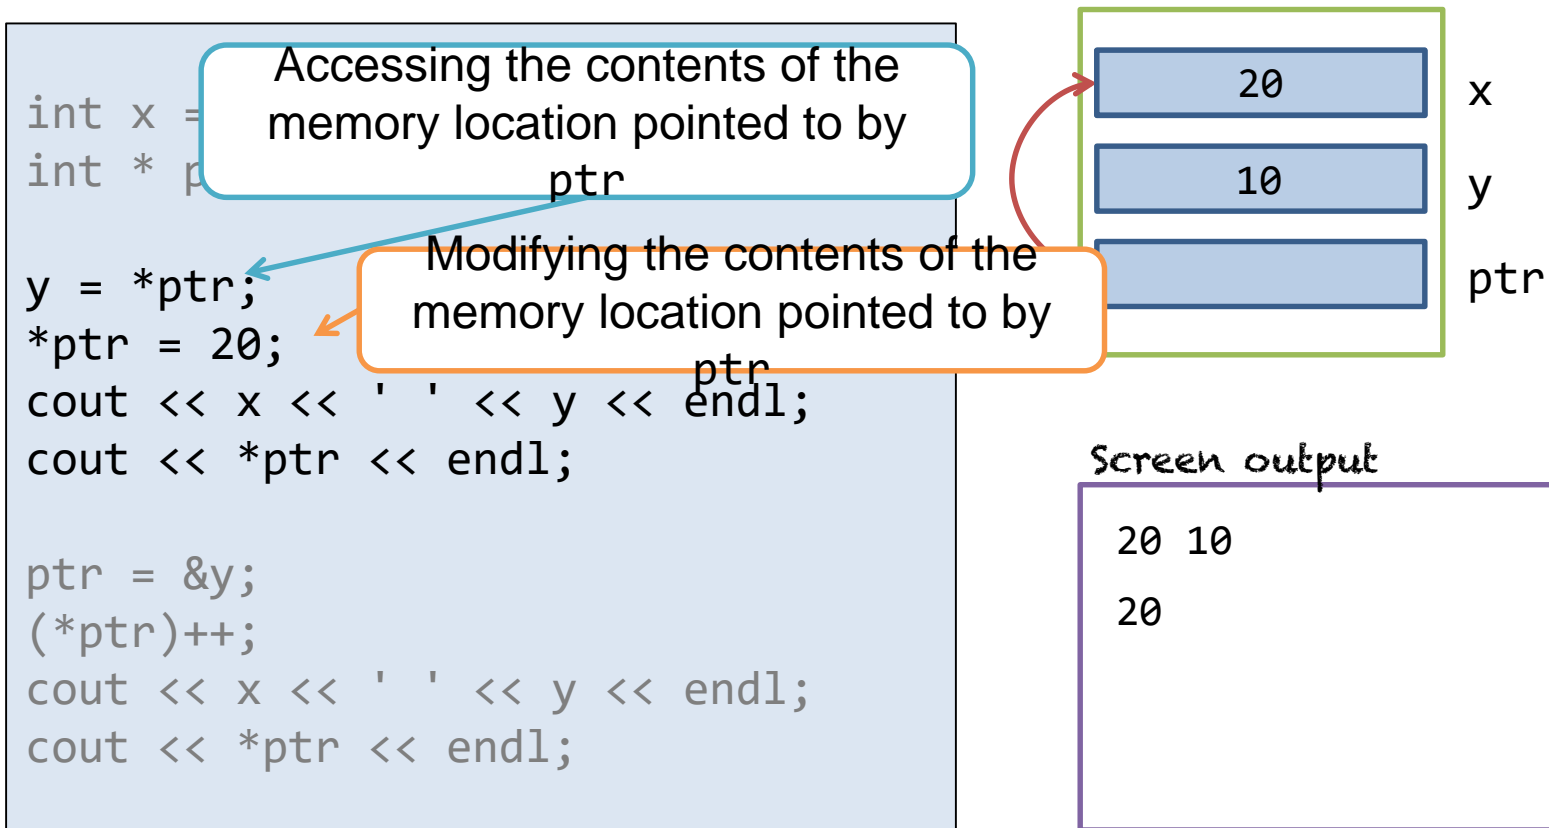 Accessing the contents of the
memory location pointed to by
ptr
int x =
int * p
Modifying the contents of the
memory location pointed to by
ptr
y = *ptr;
*ptr = 20;
cout << x << ' ' << y << endl;
cout << *ptr << endl;
ptr = &y;
(*ptr)++;
cout << x << ' ' << y << endl;
cout << *ptr << endl;
20 x
10 y
ptr
Screen output
20 10
20